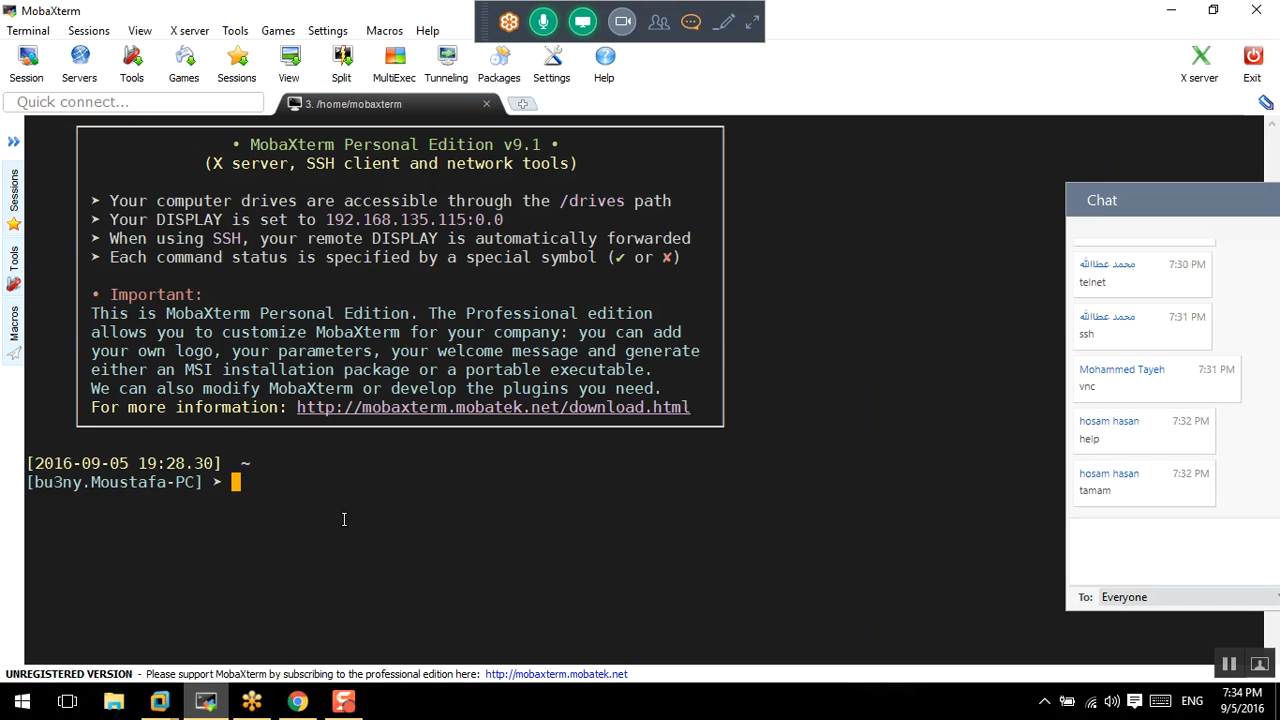 MobaXterm
Terminal Sessions View X server Tools Games Settings Macros Help
Session Servers Tools Games Sessions View Split MultiExec Tunneling Packages Settings Help X server Exit
Quick connect...
3. /home/mobaxterm
• MobaXterm Personal Edition v9.1 •
(X server, SSH client and network tools)
➤ Your computer drives are accessible through the /drives path
➤ Your DISPLAY is set to 192.168.135.115:0.0
➤ When using SSH, your remote DISPLAY is automatically forwarded
➤ Each command status is specified by a special symbol (✔ or ✘)
• Important:
This is MobaXterm Personal Edition. The Professional edition
allows you to customize MobaXterm for your company: you can add
your own logo, your parameters, your welcome message and generate
either an MSI installation package or a portable executable.
We can also modify MobaXterm or develop the plugins you need.
For more information: http://mobaxterm.mobatek.net/download.html
[2016-09-05 19:28.30] ~
[bu3ny.Moustafa-PC] ➤
Sessions
Tools
Macros
Chat
محمد عطاالله 7:30 PM
telnet
محمد عطاالله 7:31 PM
ssh
Mohammed Tayeh 7:31 PM
vnc
hosam hasan 7:32 PM
help
hosam hasan 7:32 PM
tamam
To: Everyone
UNREGISTERED VERSION - Please support MobaXterm by subscribing to the professional edition here: http://mobaxterm.mobatek.net
ENG
7:34 PM
9/5/2016